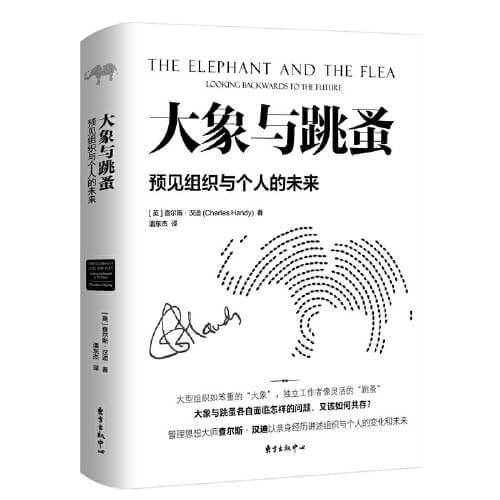 THE ELEPHANT AND THE FLEA
LOOKING BACKWARDS TO THE FUTURE
大象与跳蚤
预见组织与个人的未来
[英]查尔斯·汉迪 (Charles Handy) 著
潘东杰 译
大型组织如笨重的“大象”，独立工作者像灵活的“跳蚤”
大象与跳蚤各自面临怎样的问题，又该如何共存？
管理思想大师查尔斯·汉迪以亲身经历讲述组织与个人的变化和未来
东方出版中心
大象与跳蚤
预见组织与个人的未来
THE ELEPHANT
AND THE FLEA
Charles Handy
[英]查尔斯·汉迪 著
潘东杰 译
东方出版中心